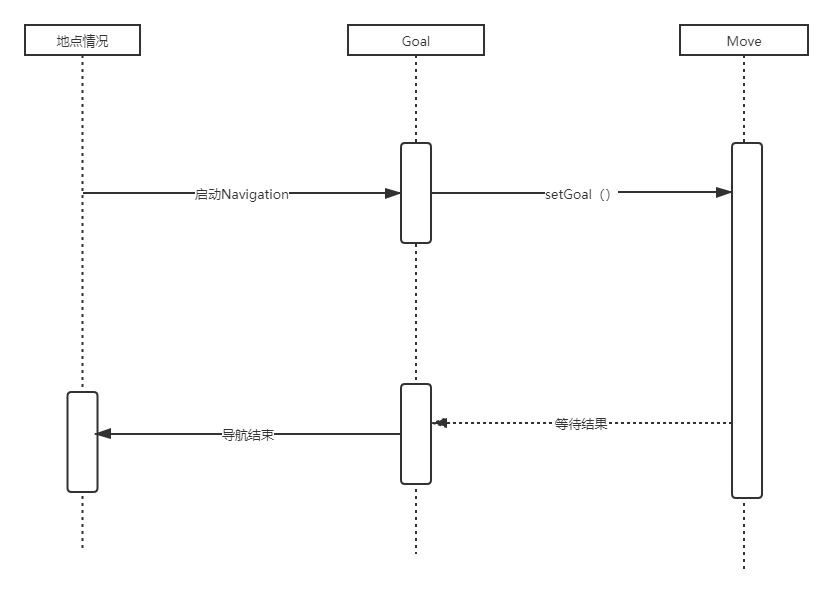 地点情况
Goal
Move
启动Navigation
setGoal（）
等待结果
导航结束